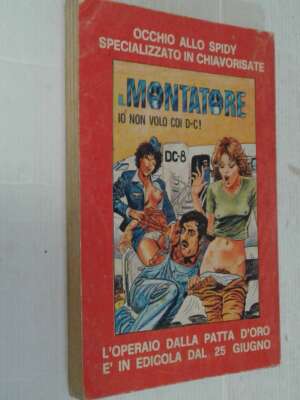 OCCHIO ALLO SPIDY
SPECIALIZZATO IN CHIAVORISATE
IL MONTATORE
IO NON VOLO COI D-C!
DC-8
L'OPERAIO DALLA PATTA D'ORO
E' IN EDICOLA DAL 25 GIUGNO